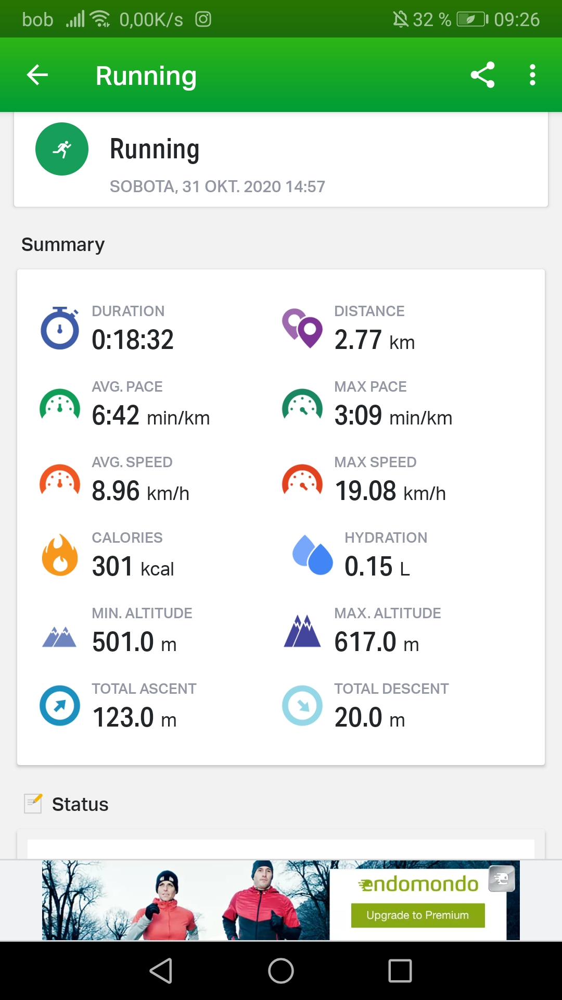 bob 0,00K/s 32 % 09:26
Running
Running
SOBOTA, 31 OKT. 2020 14:57
Summary
DURATION DISTANCE
0:18:32 2.77 km
AVG. PACE MAX PACE
6:42 min/km 3:09 min/km
AVG. SPEED MAX SPEED
8.96 km/h 19.08 km/h
CALORIES HYDRATION
301 kcal 0.15 L
MIN. ALTITUDE MAX. ALTITUDE
501.0 m 617.0 m
TOTAL ASCENT TOTAL DESCENT
123.0 m 20.0 m
Status
endomondo
Upgrade to Premium